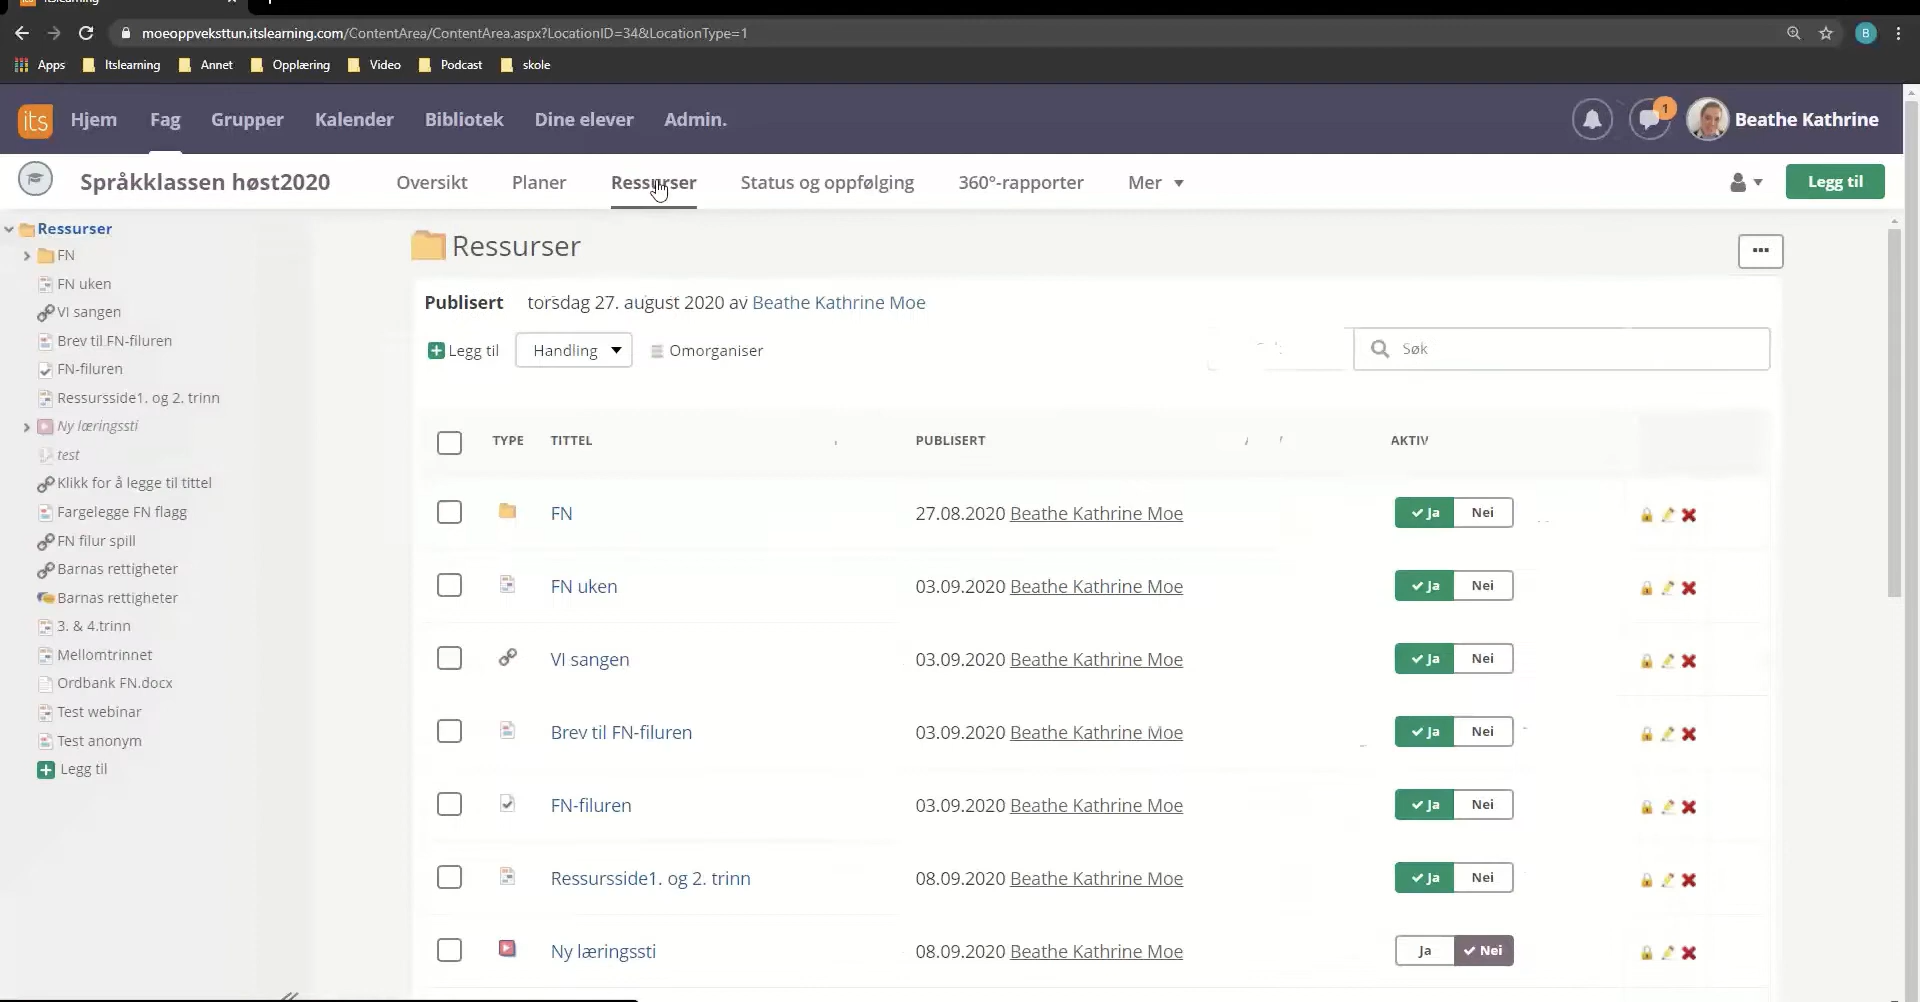 itslearning
moeoppveksttun.itslearning.com/ContentArea/ContentArea.aspx?LocationID=34&LocationType=1
B
Apps Itslearning Annet Opplæring Video Podcast skole
its Hjem Fag Grupper Kalender Bibliotek Dine elever Admin. 1 Beathe Kathrine
Språkklassen høst2020 Oversikt Planer Ressurser Status og oppfølging 360°-rapporter Mer Legg til
Ressurser
FN
FN uken
VI sangen
Brev til FN-filuren
FN-filuren
Ressursside1. og 2. trinn
Ny læringssti
test
Klikk for å legge til tittel
Fargelegge FN flagg
FN filur spill
Barnas rettigheter
Barnas rettigheter
3. & 4.trinn
Mellomtrinnet
Ordbank FN.docx
Test webinar
Test anonym
Legg til
Ressurser
Publisert torsdag 27. august 2020 av Beathe Kathrine Moe
Legg til Handling Omorganiser Søk
TYPE TITTEL PUBLISERT AKTIV
FN 27.08.2020 Beathe Kathrine Moe Ja Nei
FN uken 03.09.2020 Beathe Kathrine Moe Ja Nei
VI sangen 03.09.2020 Beathe Kathrine Moe Ja Nei
Brev til FN-filuren 03.09.2020 Beathe Kathrine Moe Ja Nei
FN-filuren 03.09.2020 Beathe Kathrine Moe Ja Nei
Ressursside1. og 2. trinn 08.09.2020 Beathe Kathrine Moe Ja Nei
Ny læringssti 08.09.2020 Beathe Kathrine Moe Ja Nei